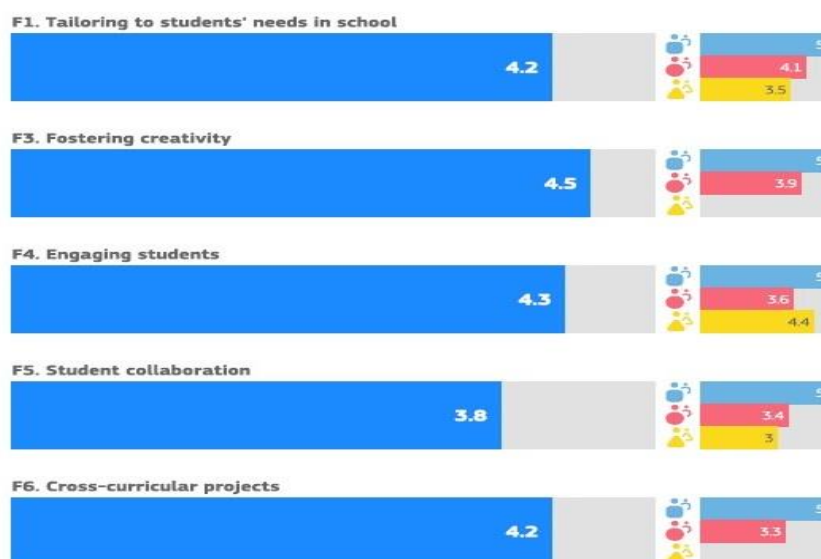 F1. Tailoring to students' needs in school
4.2
4.1
3.5
F3. Fostering creativity
4.5
3.9
F4. Engaging students
4.3
3.6
4.4
F5. Student collaboration
3.8
3.4
3
F6. Cross-curricular projects
4.2
3.3